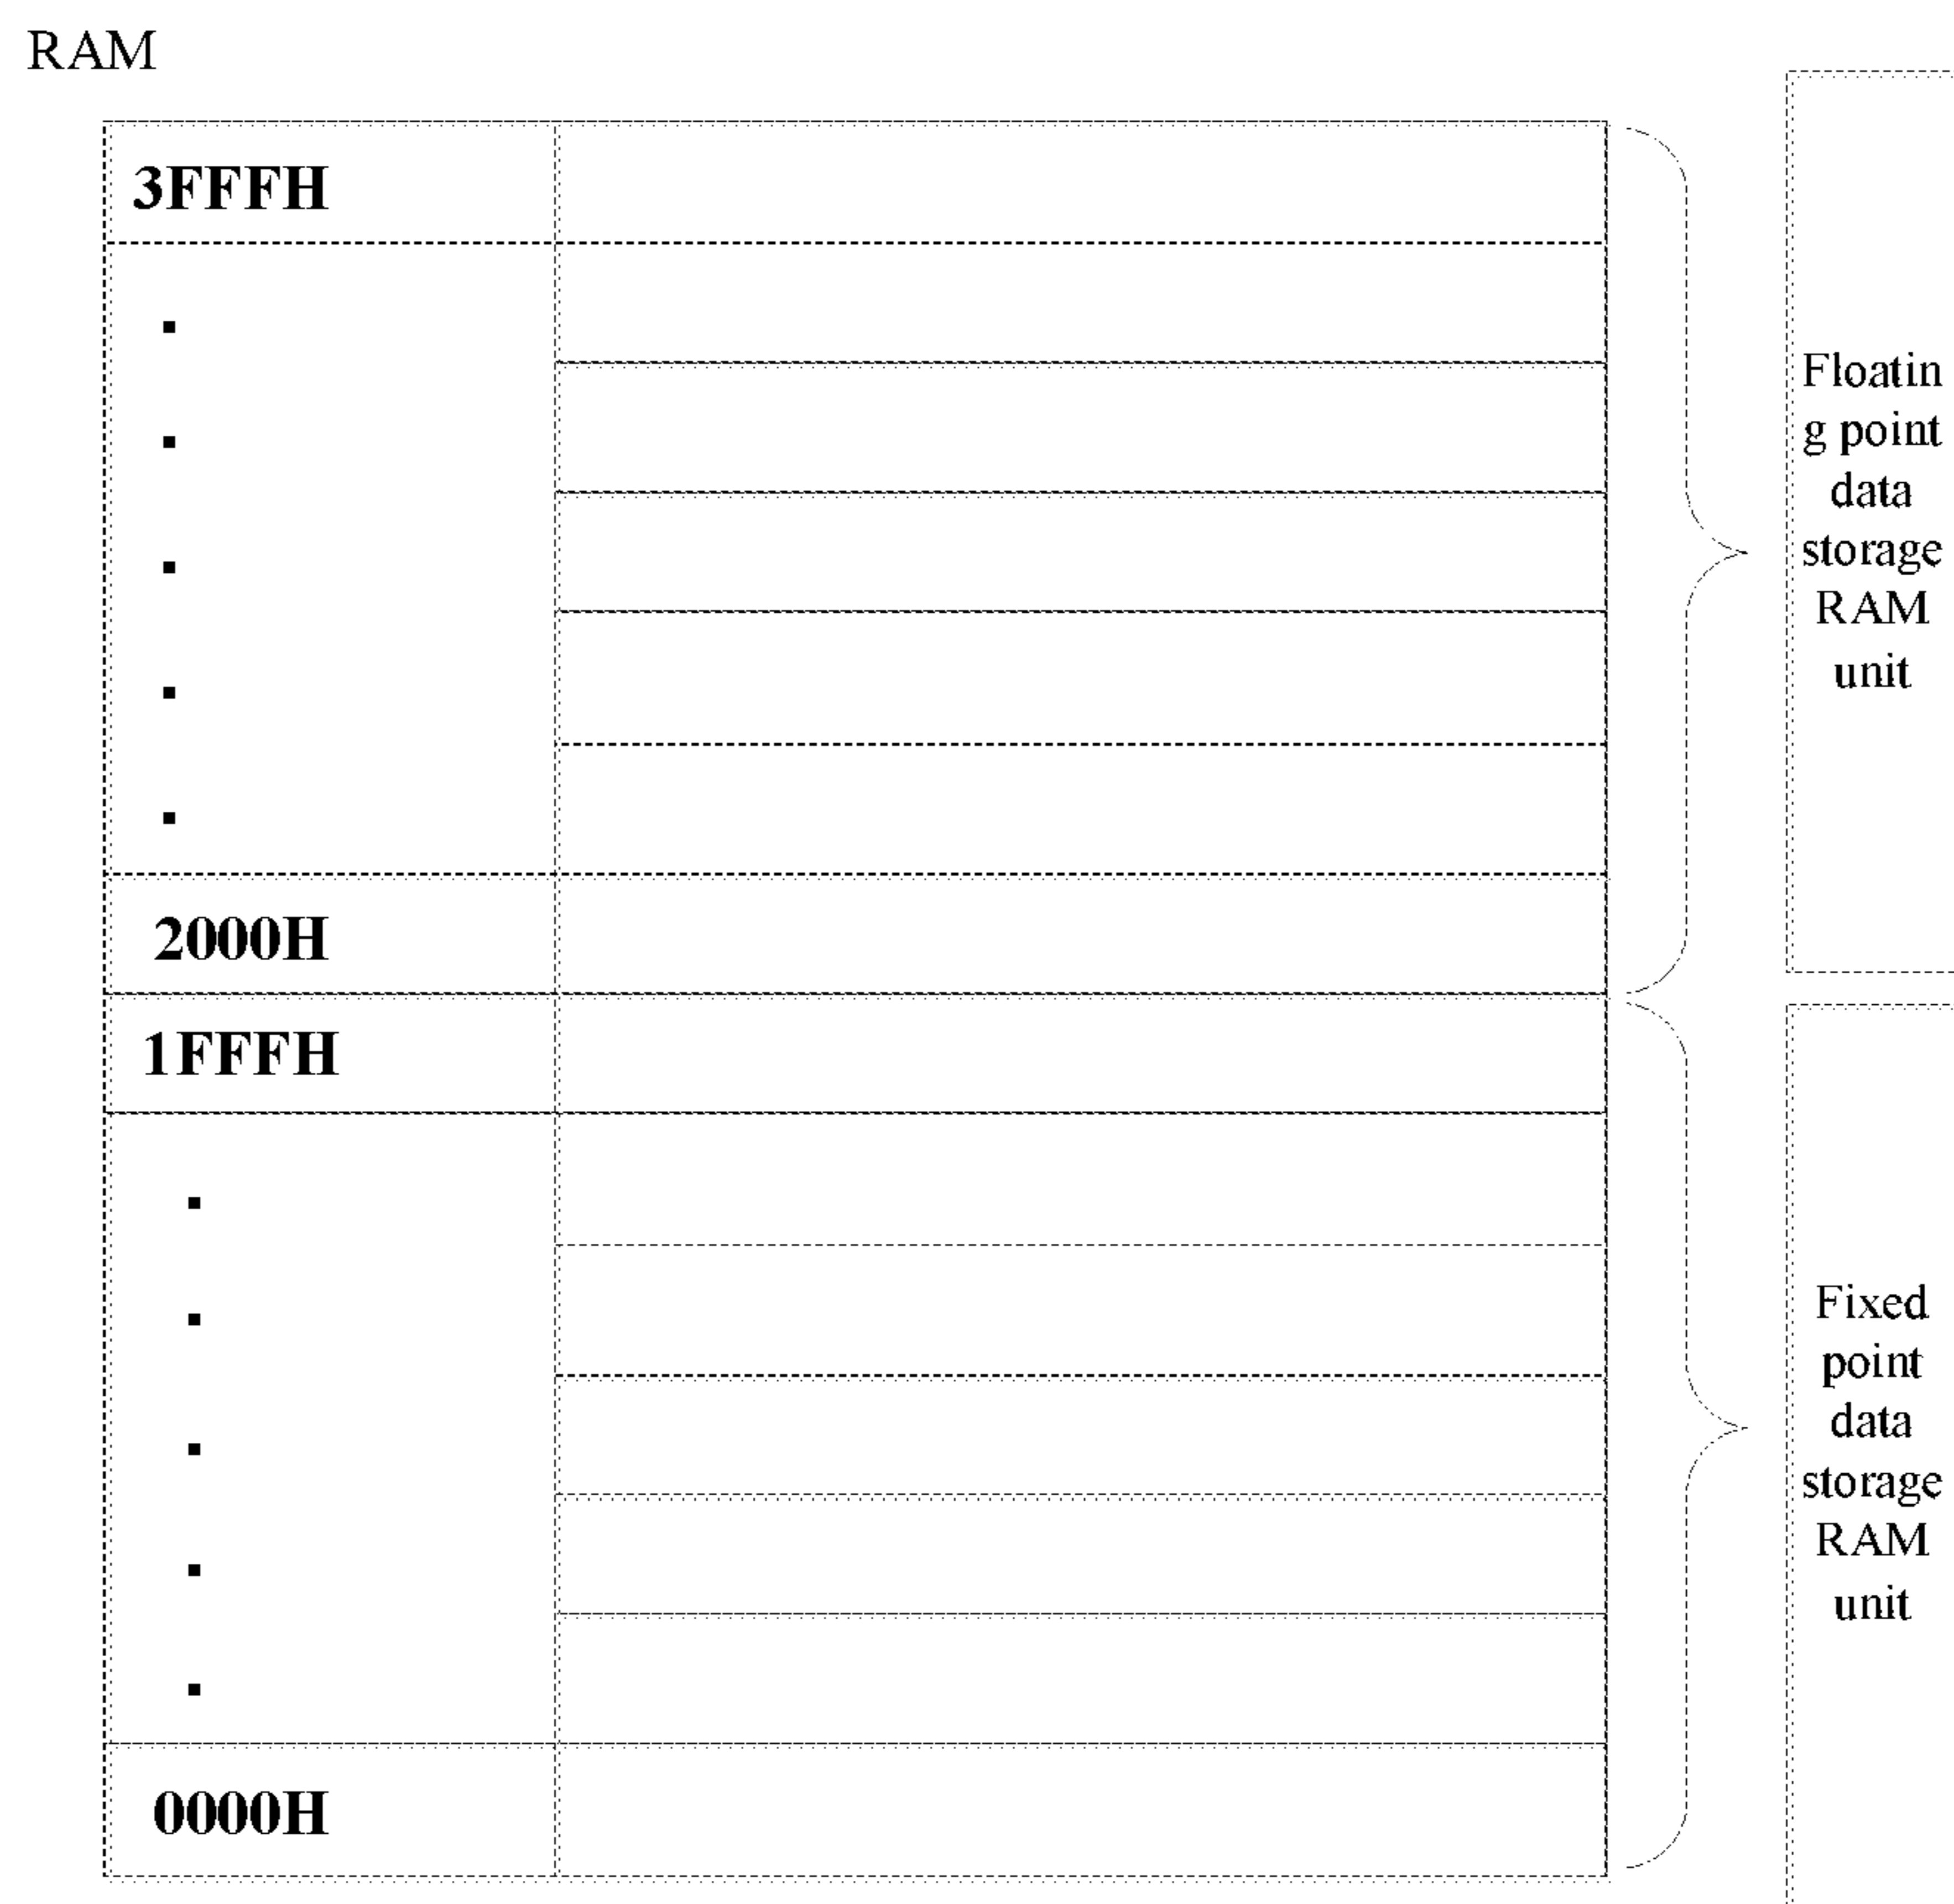 RAM
3FFFH
.
.
.
.
.
2000H
1FFFH
.
.
.
.
.
0000H
Floatin
g point
data
storage
RAM
unit
Fixed
point
data
storage
RAM
unit